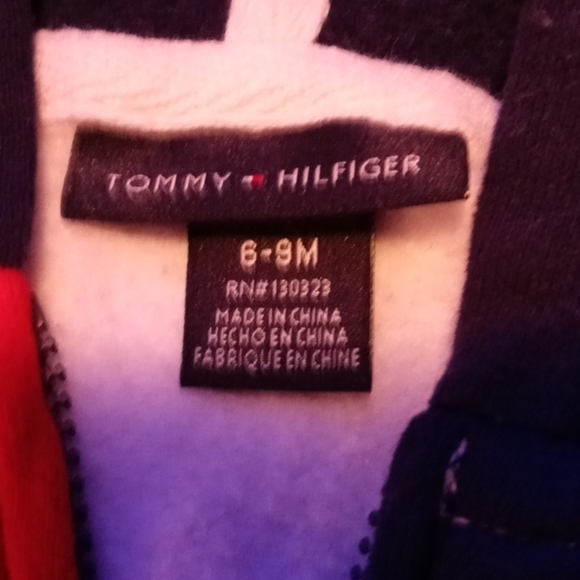 TOMMY HILFIGER
6-9M
RN#130323
MADE IN CHINA
HECHO EN CHINA
FABRIQUE EN CHINE